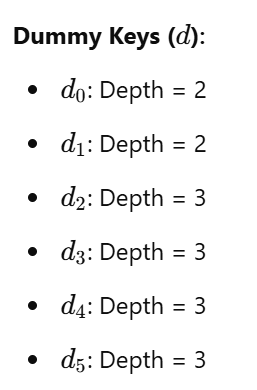 Dummy Keys (d):
• d₀: Depth = 2
• d₁: Depth = 2
• d₂: Depth = 3
• d₃: Depth = 3
• d₄: Depth = 3
• d₅: Depth = 3